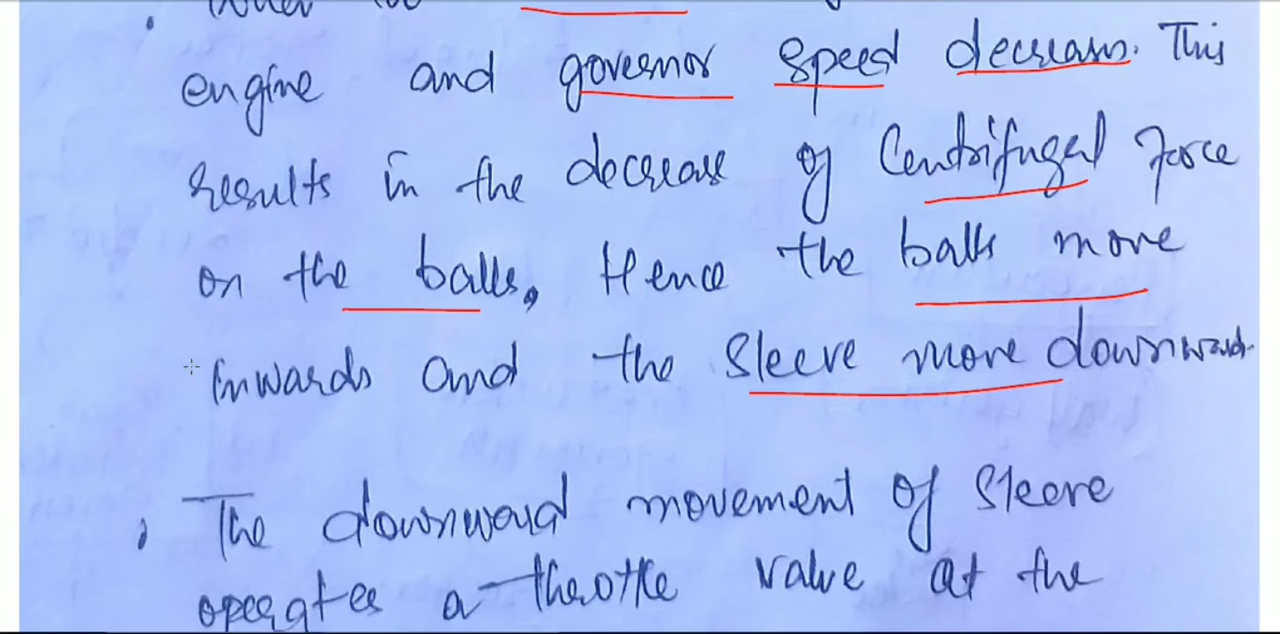 engine and governor speed decreases. This
results in the decrease of Centrifugal force
on the balls, Hence the balls move
inwards and the sleeve move downward.
The downward movement of sleeve
operates a throttle valve at the